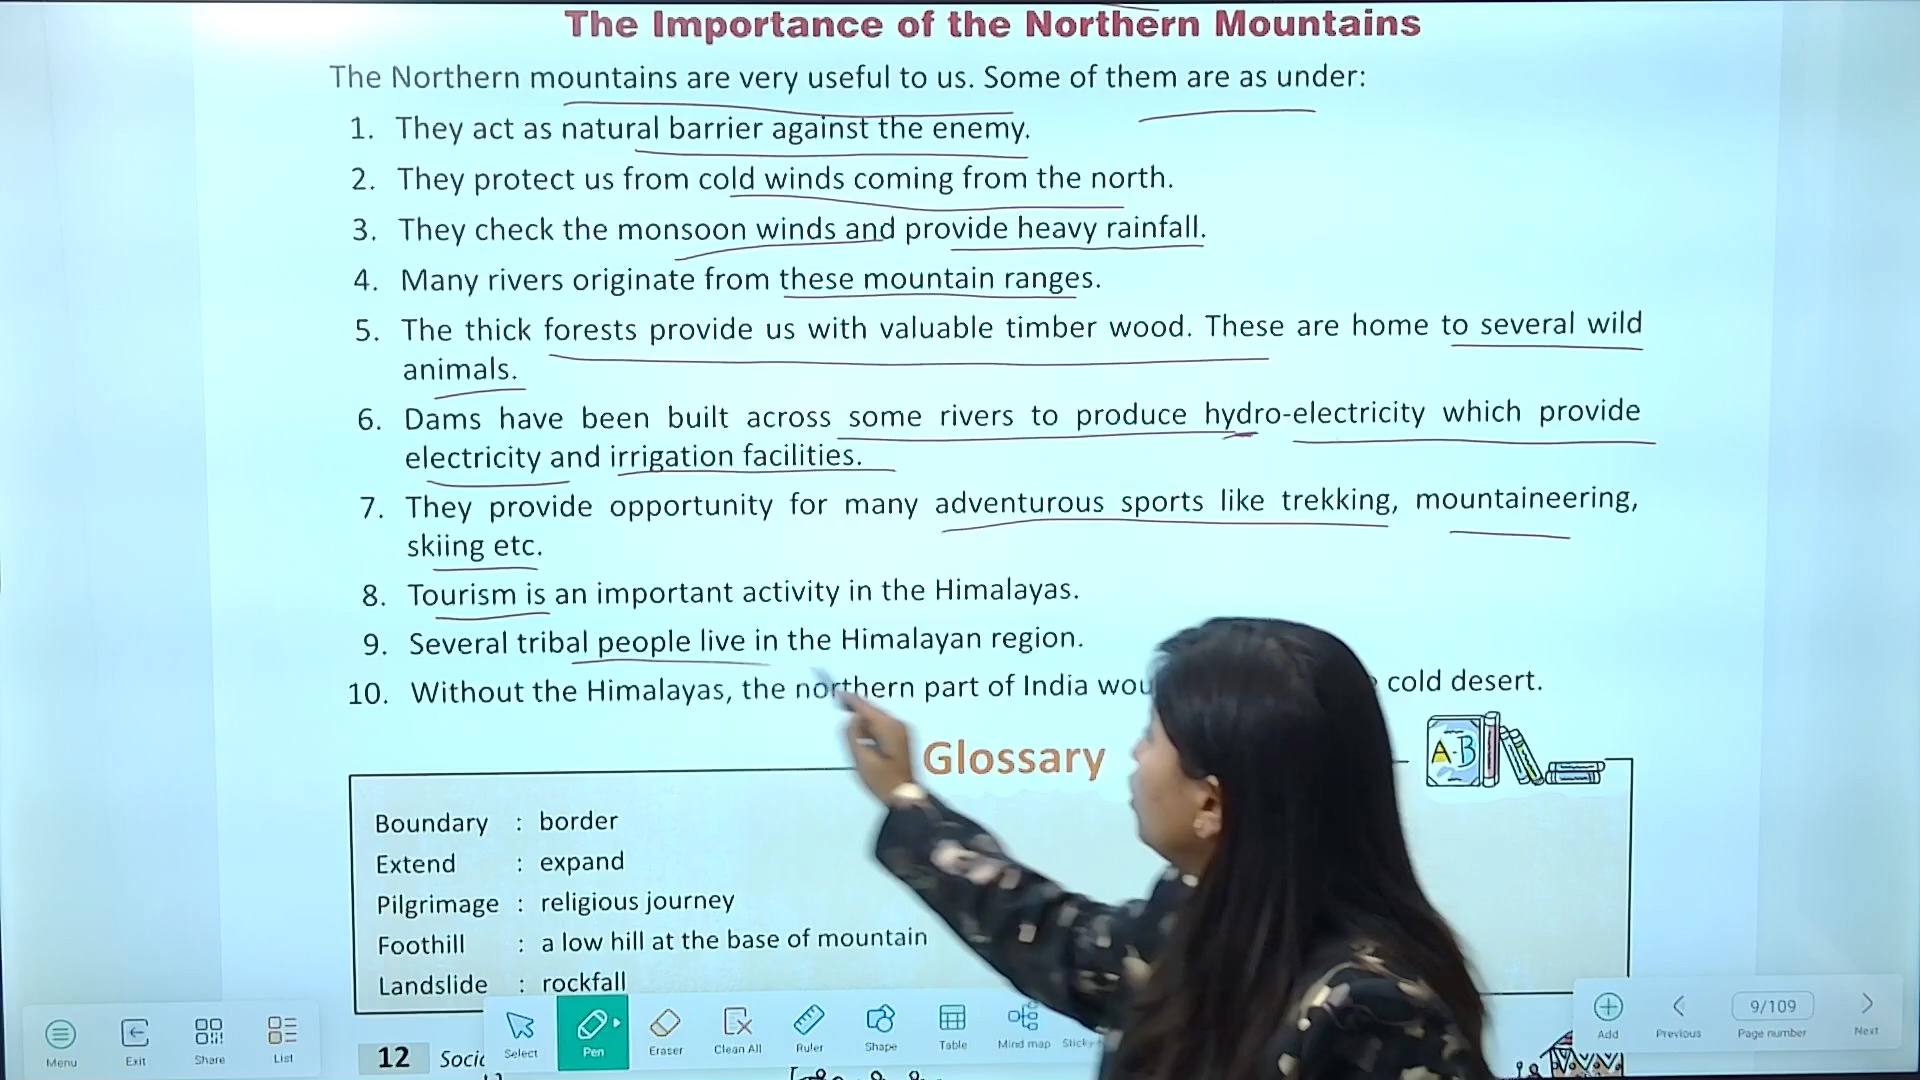 The Importance of the Northern Mountains
The Northern mountains are very useful to us. Some of them are as under:
1. They act as natural barrier against the enemy.
2. They protect us from cold winds coming from the north.
3. They check the monsoon winds and provide heavy rainfall.
4. Many rivers originate from these mountain ranges.
5. The thick forests provide us with valuable timber wood. These are home to several wild
animals.
6. Dams have been built across some rivers to produce hydro-electricity which provide
electricity and irrigation facilities.
7. They provide opportunity for many adventurous sports like trekking, mountaineering,
skiing etc.
8. Tourism is an important activity in the Himalayas.
9. Several tribal people live in the Himalayan region.
10. Without the Himalayas, the northern part of India cold desert.
A-B
Glossary
Boundary : border
Extend : expand
Pilgrimage : religious journey
Foothill : a low hill at the base of mountain
Landslide : rockfall
Menu Exit Share List Select Pen Eraser Clean All Ruler Shape Table Mind map Add Previous 9/109 Page number Next
12